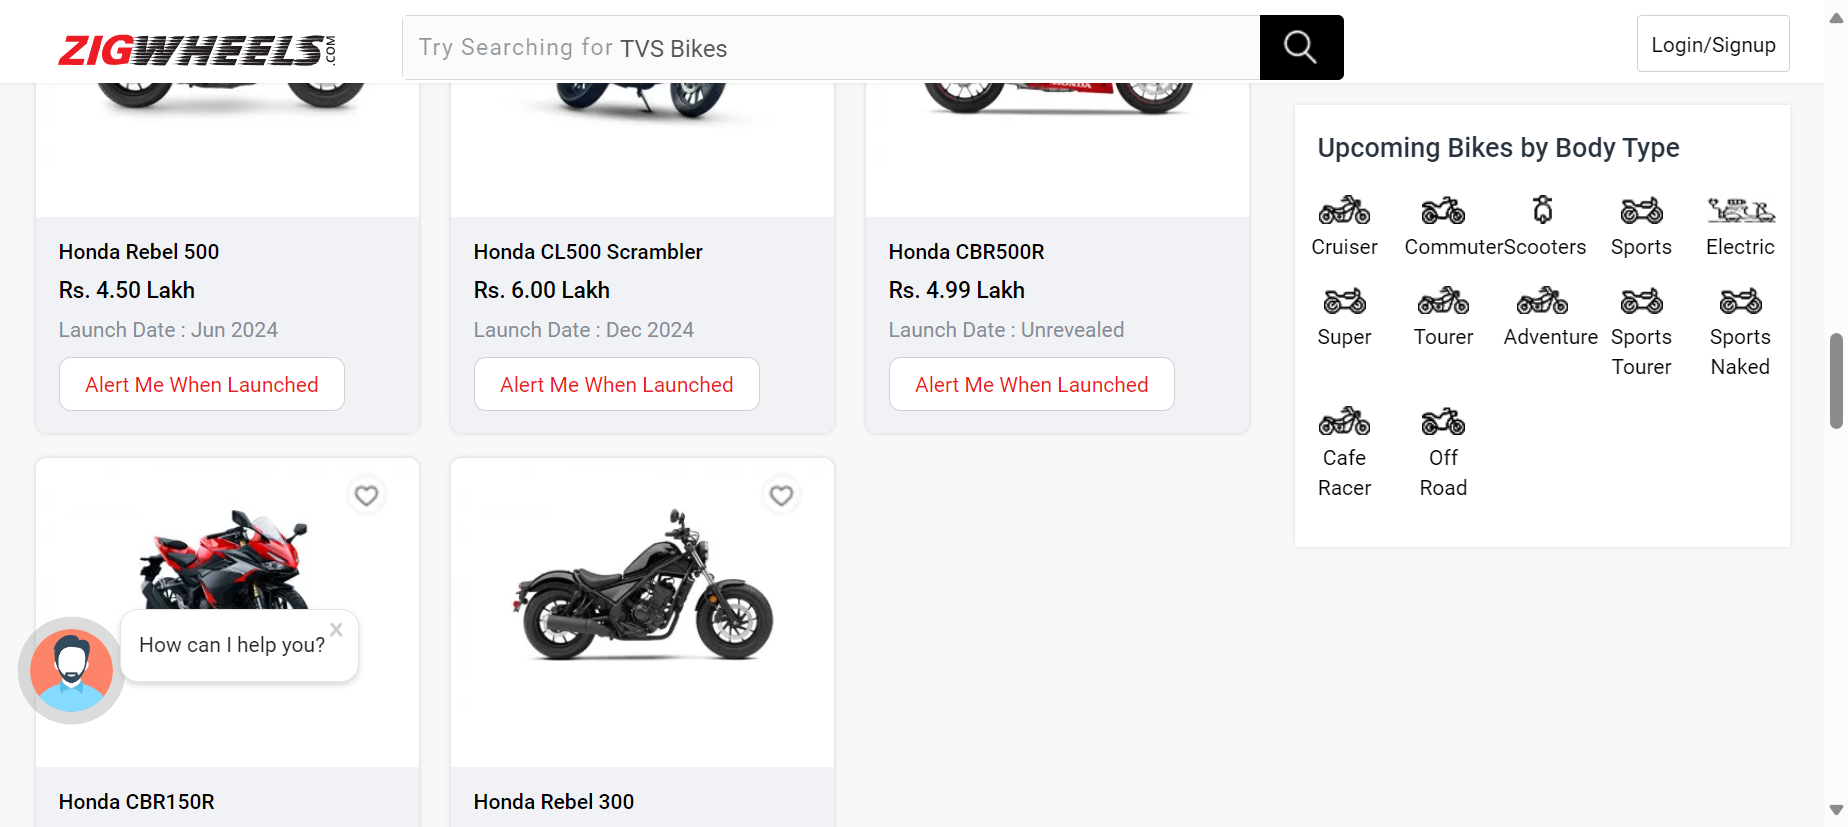 ZIGWHEELS.COM
Try Searching for TVS Bikes
Login/Signup
HONDA
Honda Rebel 500
Rs. 4.50 Lakh
Launch Date : Jun 2024
Alert Me When Launched
Honda CL500 Scrambler
Rs. 6.00 Lakh
Launch Date : Dec 2024
Alert Me When Launched
Honda CBR500R
Rs. 4.99 Lakh
Launch Date : Unrevealed
Alert Me When Launched
Upcoming Bikes by Body Type
Cruiser
Commuter
Scooters
Sports
Electric
Super
Tourer
Adventure
Sports
Tourer
Sports
Naked
Cafe
Racer
Off
Road
How can I help you?
Honda CBR150R
Honda Rebel 300